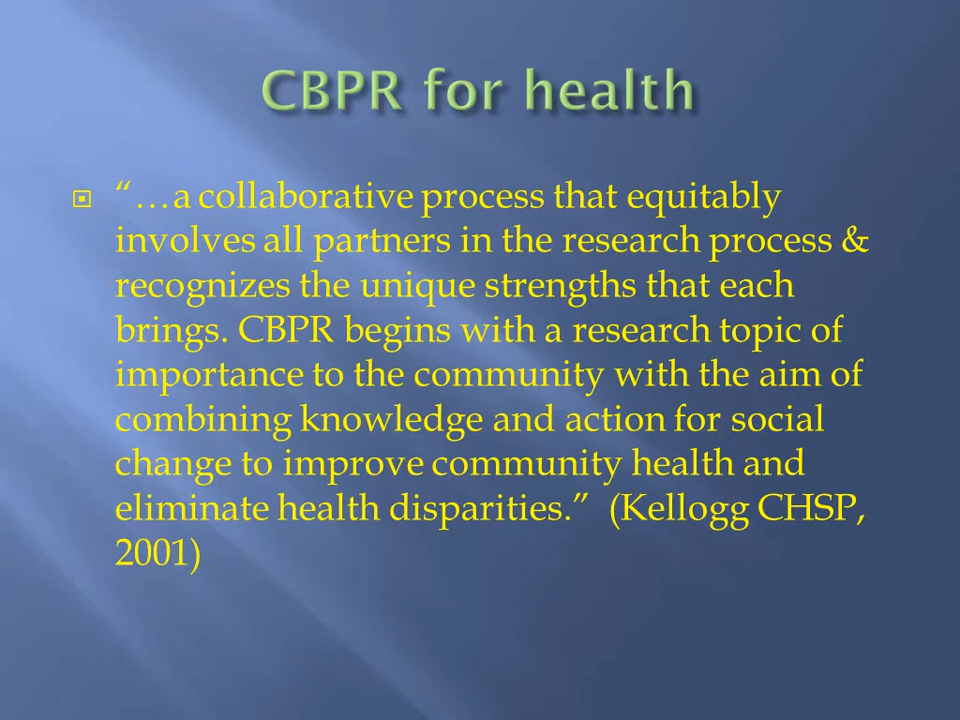 CBPR for health
“…a collaborative process that equitably
involves all partners in the research process &
recognizes the unique strengths that each
brings. CBPR begins with a research topic of
importance to the community with the aim of
combining knowledge and action for social
change to improve community health and
eliminate health disparities.” (Kellogg CHSP,
2001)